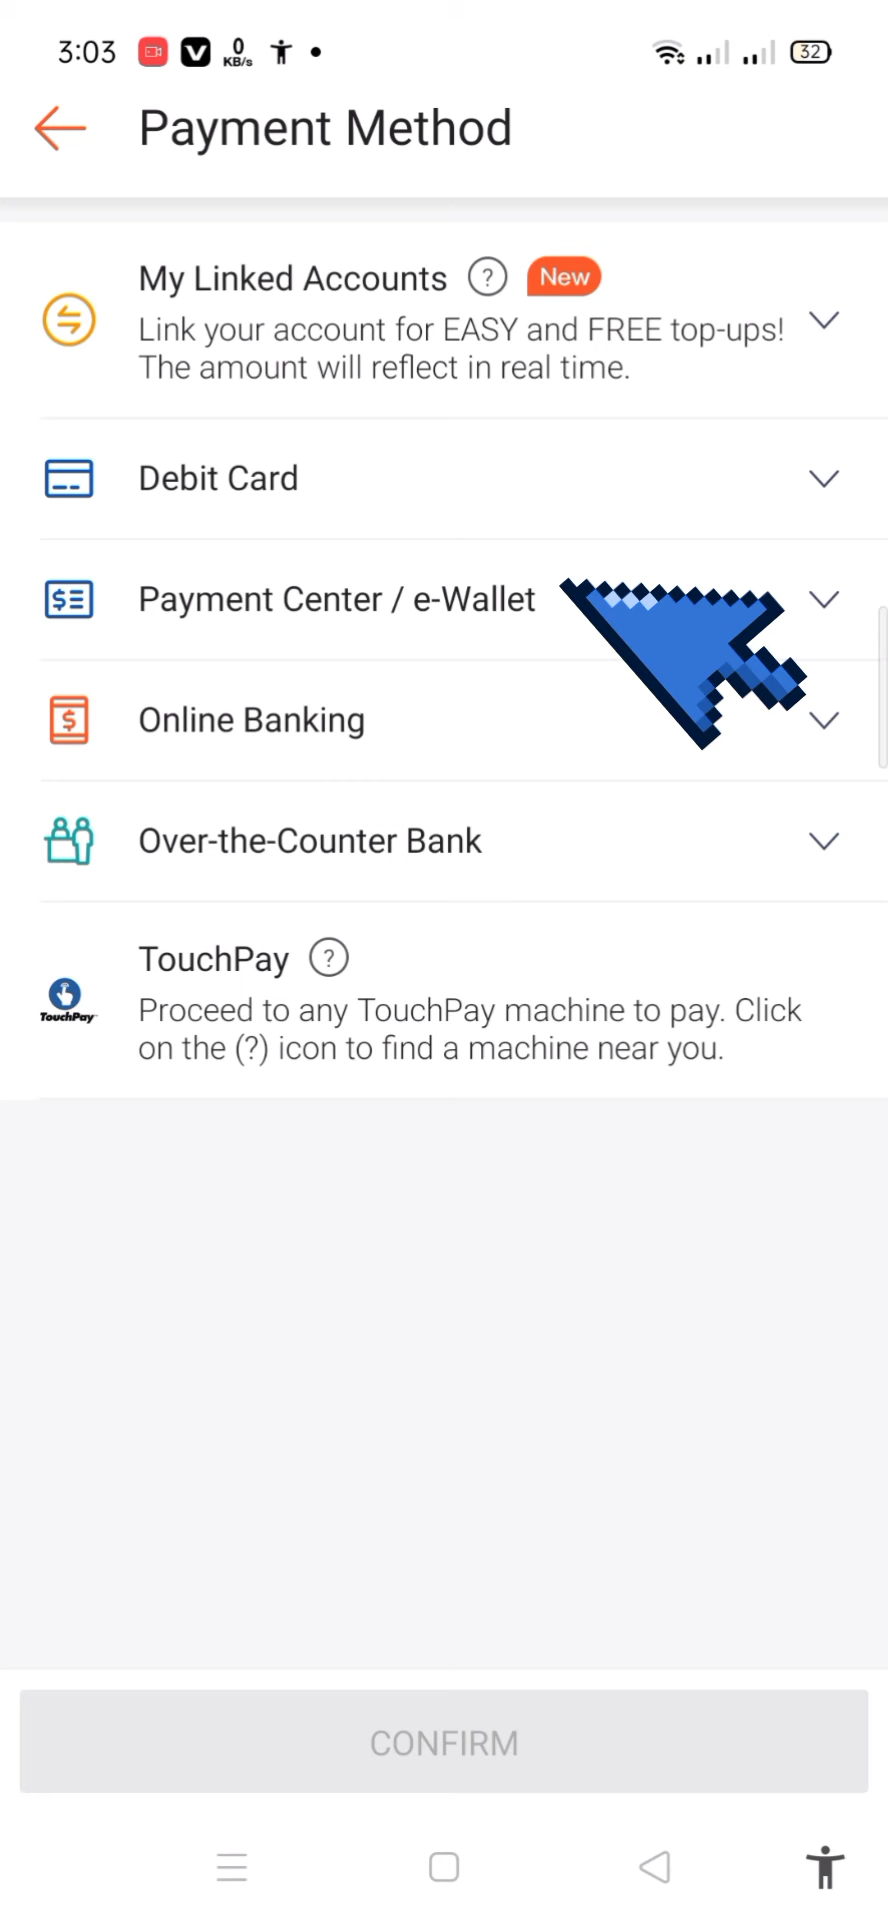 3:03 V 0 KB/s 32
Payment Method
My Linked Accounts ? New
Link your account for EASY and FREE top-ups!
The amount will reflect in real time.
Debit Card
$ Payment Center / e-Wallet
$ Online Banking
Over-the-Counter Bank
TouchPay ?
TouchPay
Proceed to any TouchPay machine to pay. Click
on the (?) icon to find a machine near you.
CONFIRM